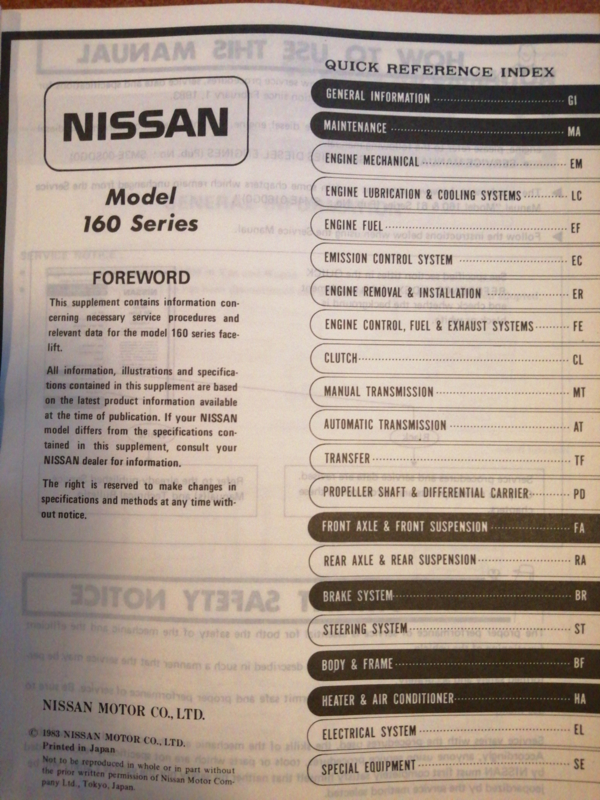 NISSAN
Model
160 Series
FOREWORD
This supplement contains information con-
cerning necessary service procedures and
relevant data for the model 160 series face-
lift.
All information, illustrations and specifica-
tions contained in this supplement are based
on the latest product information available
at the time of publication. If your NISSAN
model differs from the specifications con-
tained in this supplement, consult your
NISSAN dealer for information.
The right is reserved to make changes in
specifications and methods at any time with-
out notice.
NISSAN MOTOR CO., LTD.
© 1983 NISSAN MOTOR CO., LTD.
Printed in Japan
Not to be reproduced in whole or in part without
the prior written permission of Nissan Motor Com-
pany Ltd., Tokyo, Japan.
QUICK REFERENCE INDEX
GENERAL INFORMATION GI
MAINTENANCE MA
ENGINE MECHANICAL EM
ENGINE LUBRICATION & COOLING SYSTEMS LC
ENGINE FUEL EF
EMISSION CONTROL SYSTEM EC
ENGINE REMOVAL & INSTALLATION ER
ENGINE CONTROL, FUEL & EXHAUST SYSTEMS FE
CLUTCH CL
MANUAL TRANSMISSION MT
AUTOMATIC TRANSMISSION AT
TRANSFER TF
PROPELLER SHAFT & DIFFERENTIAL CARRIER PD
FRONT AXLE & FRONT SUSPENSION FA
REAR AXLE & REAR SUSPENSION RA
BRAKE SYSTEM BR
STEERING SYSTEM ST
BODY & FRAME BF
HEATER & AIR CONDITIONER HA
ELECTRICAL SYSTEM EL
SPECIAL EQUIPMENT SE